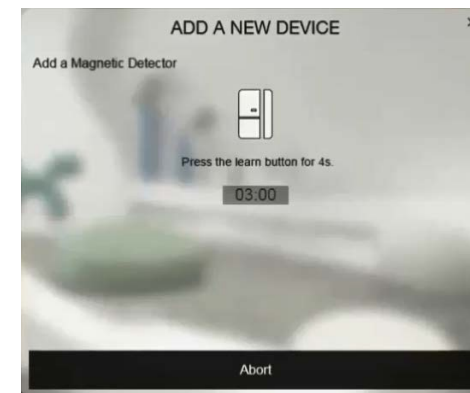 ADD A NEW DEVICE
Add a Magnetic Detector
Press the learn button for 4s.
03:00
Abort